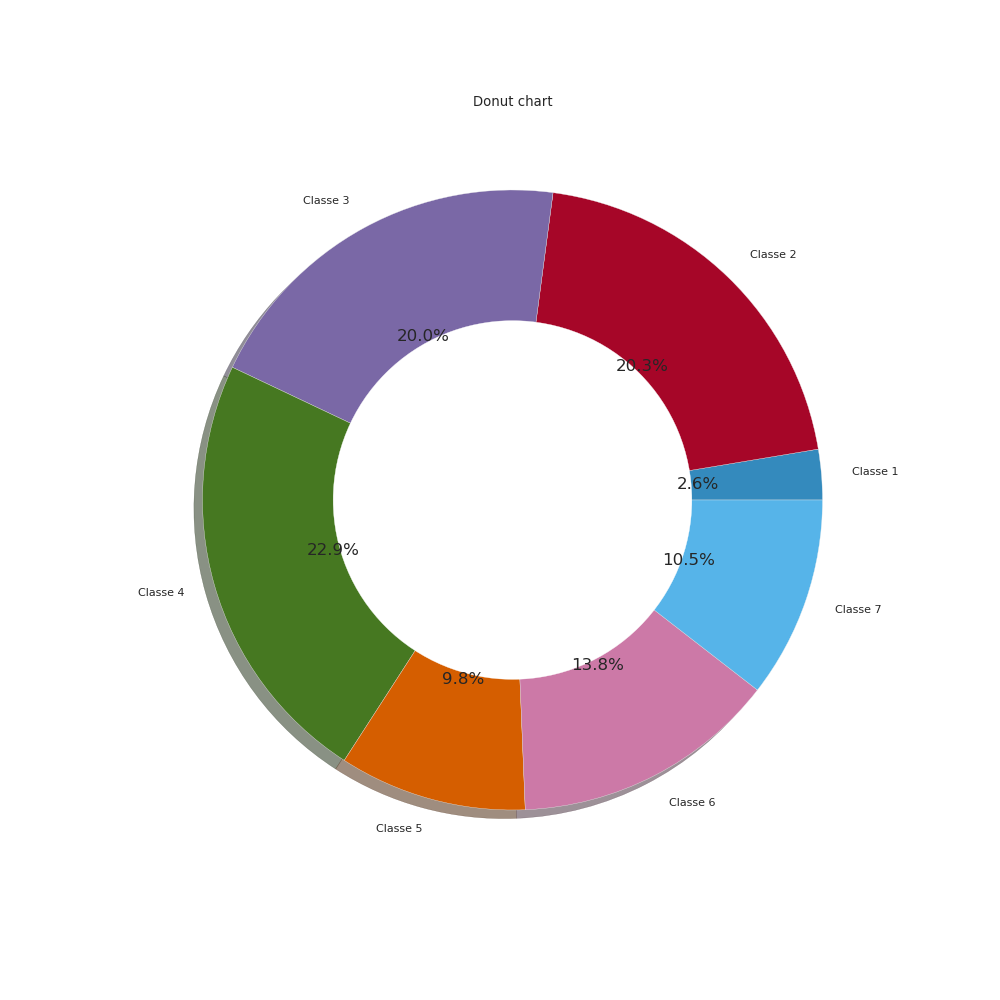 Donut chart
Classe 3
Classe 2
20.0%
20.3%
Classe 1
2.6%
22.9%
10.5%
Classe 4
Classe 7
13.8%
9.8%
Classe 6
Classe 5